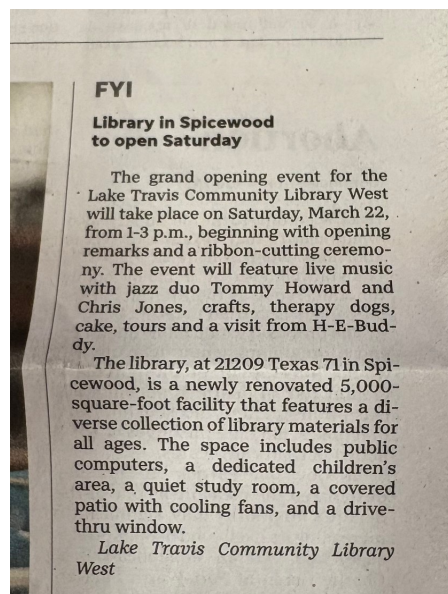 FYI
Library in Spicewood
to open Saturday
The grand opening event for the
Lake Travis Community Library West
will take place on Saturday, March 22,
from 1-3 p.m., beginning with opening
remarks and a ribbon-cutting ceremo-
ny. The event will feature live music
with jazz duo Tommy Howard and
Chris Jones, crafts, therapy dogs,
cake, tours and a visit from H-E-Bud-
dy.
The library, at 21209 Texas 71 in Spi-
cewood, is a newly renovated 5,000-
square-foot facility that features a di-
verse collection of library materials for
all ages. The space includes public
computers, a dedicated children's
area, a quiet study room, a covered
patio with cooling fans, and a drive-
thru window.
Lake Travis Community Library
West